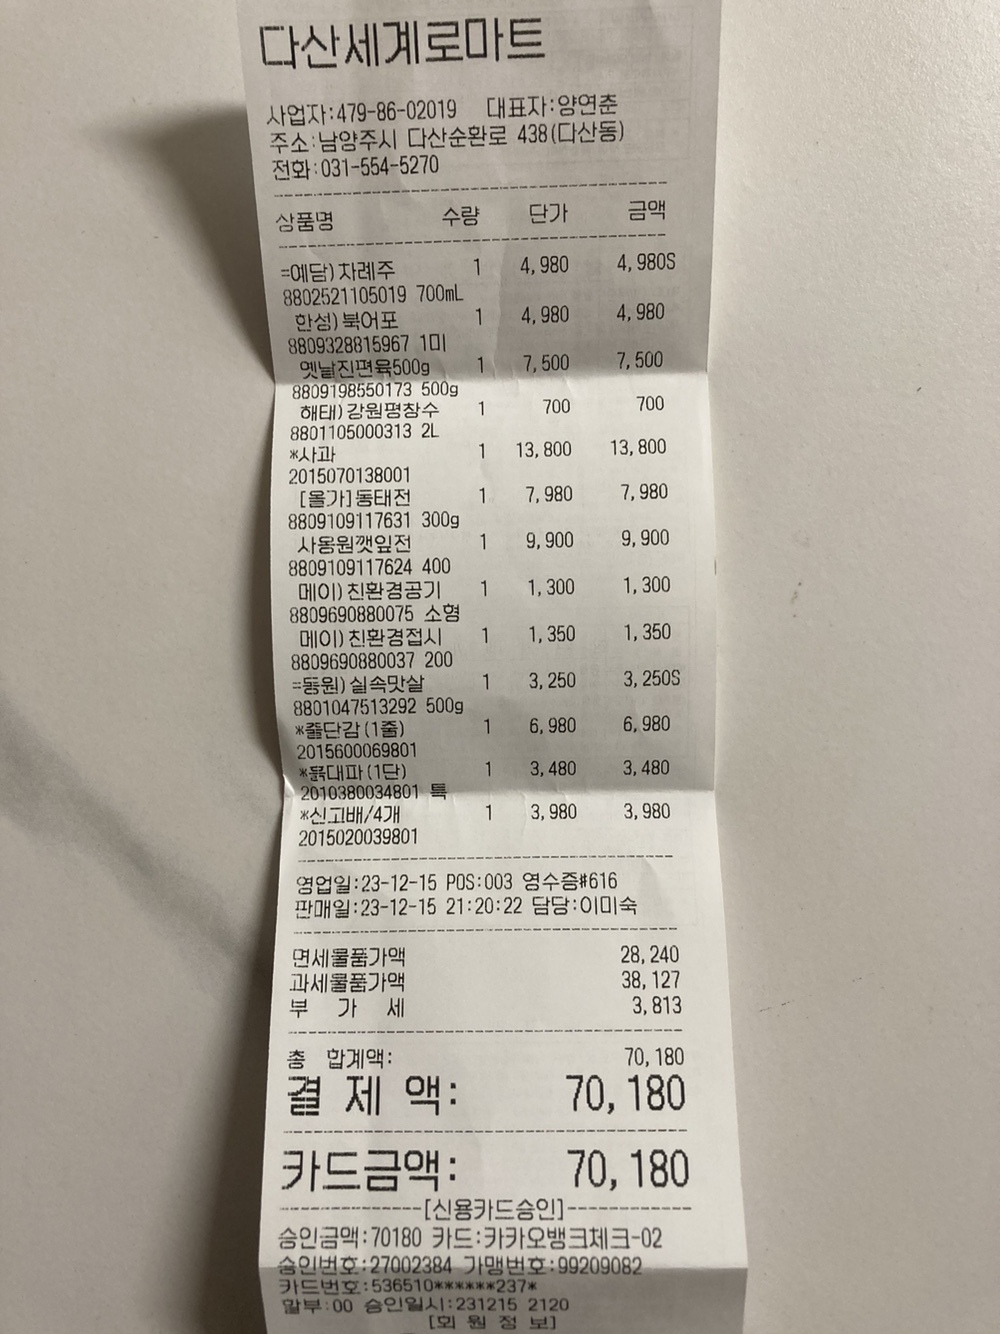 다산세계로마트
사업자:479-86-02019 대표자:양연춘
주소:남양주시 다산순환로 438(다산동)
전화:031-554-5270
상품명 수량 단가 금액
=예담)차례주 1 4,980 4,980S
8802521105019 700mL
한성)북어포 1 4,980 4,980
8809328815967 1미
옛날진편육500g 1 7,500 7,500
8809198550173 500g
해태)강원평창수 1 700 700
8801105000313 2L
*사과 1 13,800 13,800
2015070138001
[올가]동태전 1 7,980 7,980
8809109117631 300g
사옹원깻잎전 1 9,900 9,900
8809109117624 400
메이)친환경공기 1 1,300 1,300
8809690880075 소형
메이)친환경접시 1 1,350 1,350
8809690880037 200
=동원)실속맛살 1 3,250 3,250S
8801047513292 500g
*줄단감(1줄) 1 6,980 6,980
2015600069801
*흙대파(1단) 1 3,480 3,480
2010380034801 특
*신고배/4개 1 3,980 3,980
2015020039801
영업일:23-12-15 POS:003 영수증#616
판매일:23-12-15 21:20:22 담당:이미숙
면세물품가액 28,240
과세물품가액 38,127
부 가 세 3,813
총 합계액: 70,180
결 제 액: 70,180
카드금액: 70,180
------------[신용카드승인]------------
승인금액:70180 카드:카카오뱅크체크-02
승인번호:27002384 가맹번호:99209082
카드번호:536510******237*
할부:00 승인일시:231215 2120
[회 원 정 보]